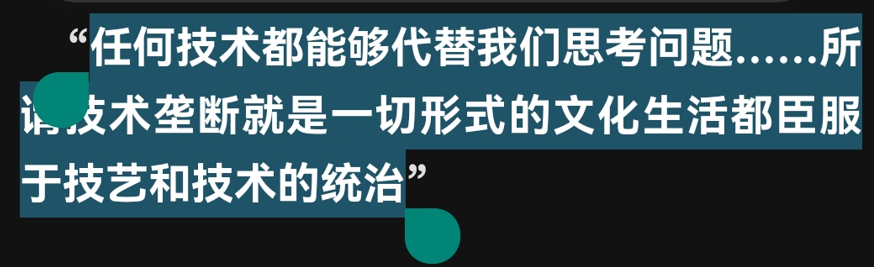 “任何技术都能够代替我们思考问题……所
谓技术垄断就是一切形式的文化生活都臣服
于技艺和技术的统治”